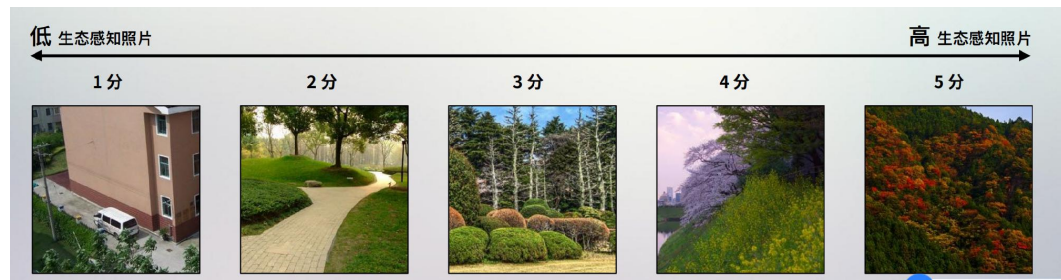 低 生态感知照片
高 生态感知照片
1 分
2 分
3 分
4 分
5 分